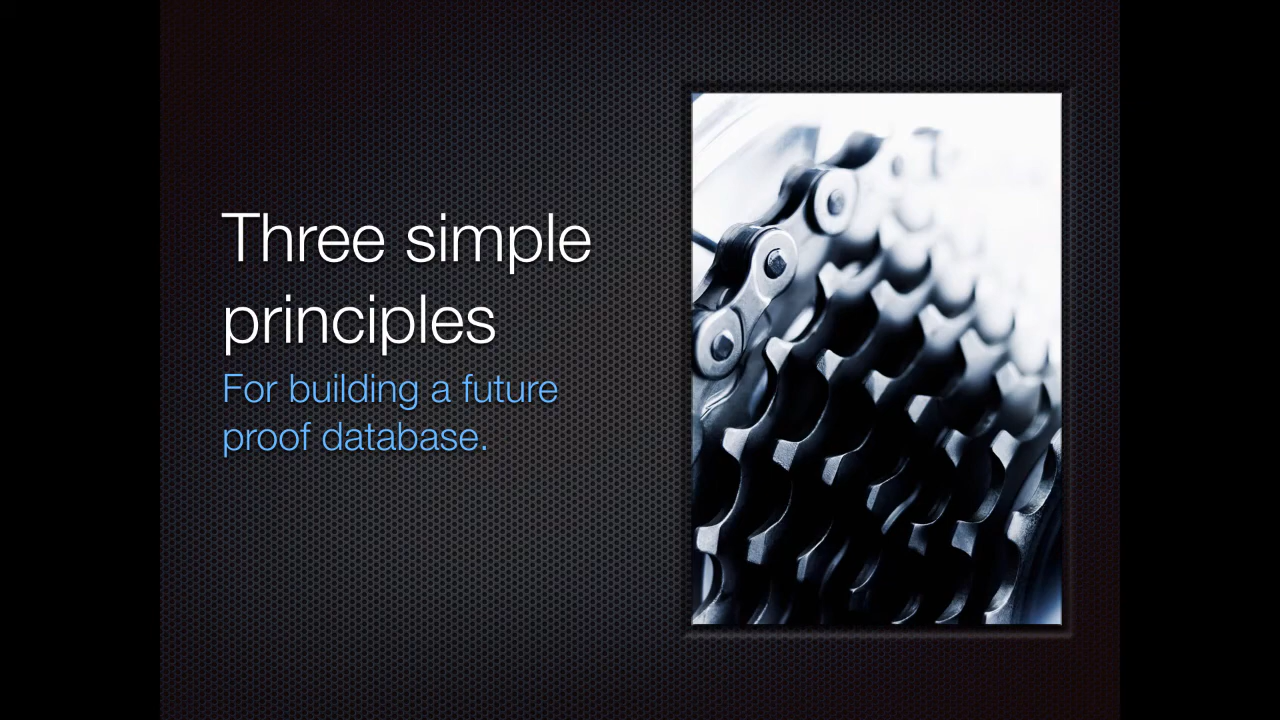 Three simple
principles
For building a future
proof database.